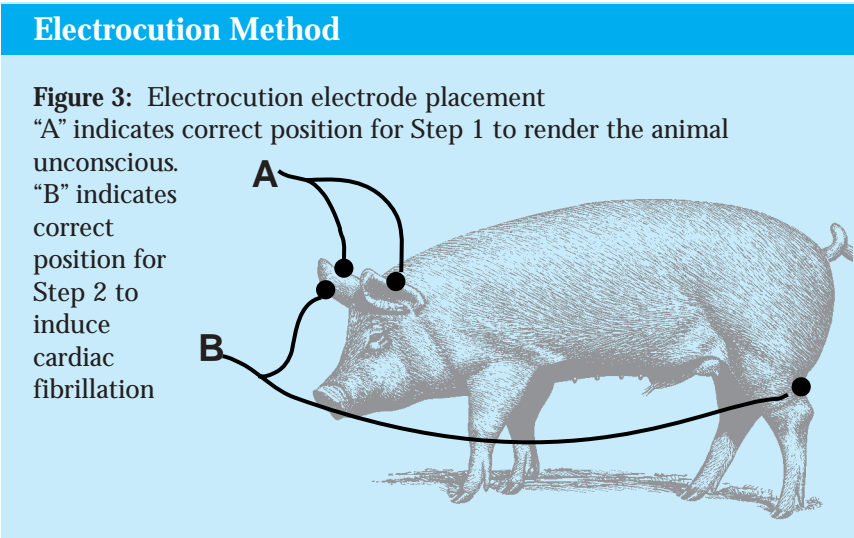 Electrocution Method
Figure 3: Electrocution electrode placement
“A” indicates correct position for Step 1 to render the animal
unconscious.
“B” indicates
correct
position for
Step 2 to
induce
cardiac
fibrillation
A
B